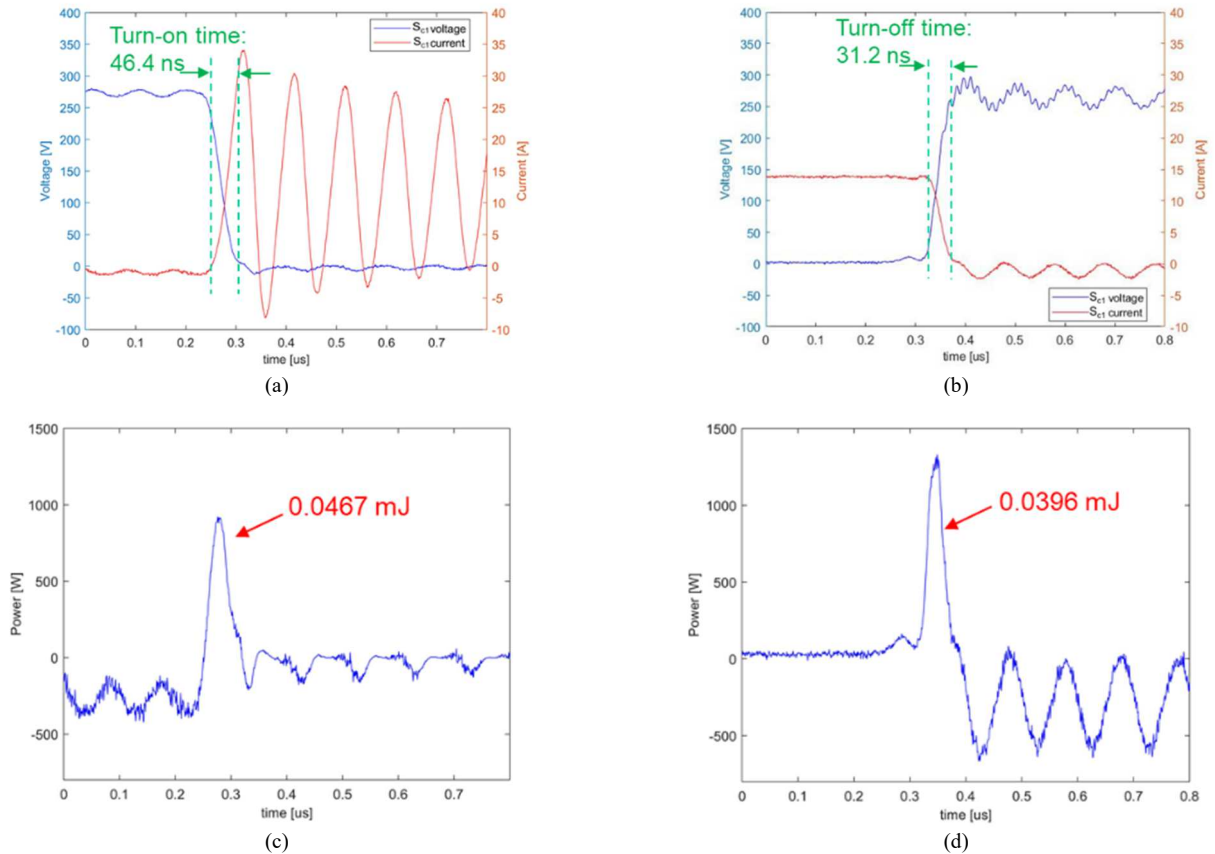 Turn-on time:
46.4 ns
Sc1 voltage
Sc1 current
400
350
300
250
200
150
100
50
0
-50
-100
Voltage [V]
40
35
30
25
20
15
10
5
0
-5
-10
Current [A]
0 0.1 0.2 0.3 0.4 0.5 0.6 0.7
time [us]
(a)
Turn-off time:
31.2 ns
400
350
300
250
200
150
100
50
0
-50
-100
Voltage [V]
40
35
30
25
20
15
10
5
0
-5
-10
Current [A]
Sc1 voltage
Sc1 current
0 0.1 0.2 0.3 0.4 0.5 0.6 0.7 0.8
time [us]
(b)
1500
1000
500
0
-500
Power [W]
0.0467 mJ
0 0.1 0.2 0.3 0.4 0.5 0.6 0.7
time [us]
(c)
1500
1000
500
0
-500
Power [W]
0.0396 mJ
0 0.1 0.2 0.3 0.4 0.5 0.6 0.7 0.8
time [us]
(d)